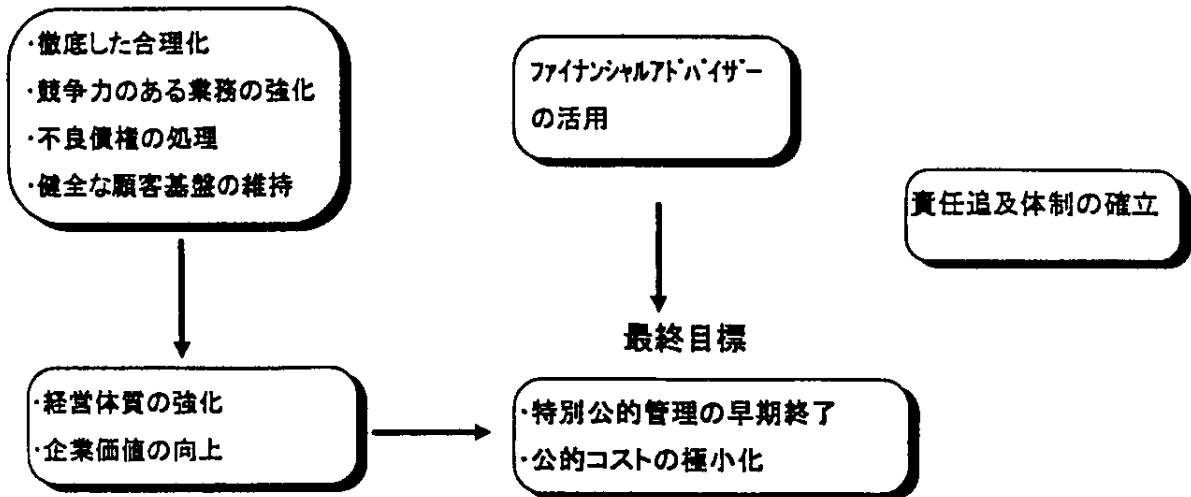 ・徹底した合理化
・競争力のある業務の強化
・不良債権の処理
・健全な顧客基盤の維持
ファイナンシャルアドバイザー
の活用
責任追及体制の確立
最終目標
・経営体質の強化
・企業価値の向上
・特別公的管理の早期終了
・公的コストの極小化